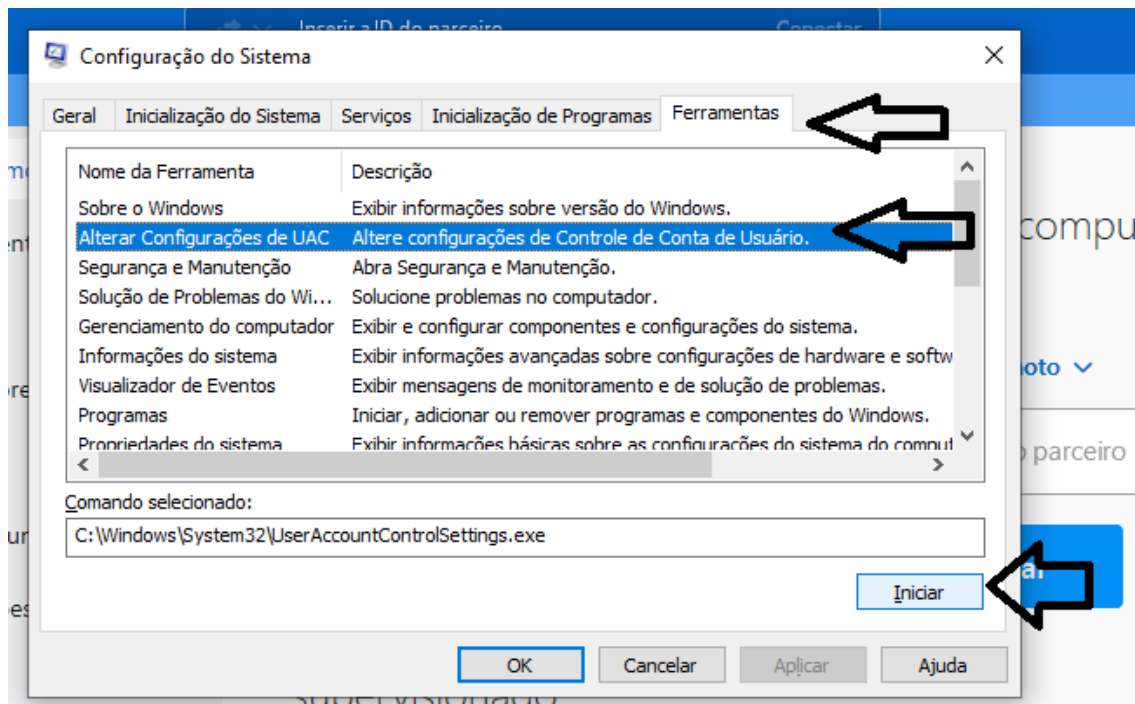 Inserir a ID do parceiro Conectar
Configuração do Sistema
Geral Inicialização do Sistema Serviços Inicialização de Programas Ferramentas
Nome da Ferramenta Descrição
Sobre o Windows Exibir informações sobre versão do Windows.
Alterar Configurações de UAC Altere configurações de Controle de Conta de Usuário.
Segurança e Manutenção Abra Segurança e Manutenção.
Solução de Problemas do Wi... Solucione problemas no computador.
Gerenciamento do computador Exibir e configurar componentes e configurações do sistema.
Informações do sistema Exibir informações avançadas sobre configurações de hardware e softw
Visualizador de Eventos Exibir mensagens de monitoramento e de solução de problemas.
Programas Iniciar, adicionar ou remover programas e componentes do Windows.
Propriedades do sistema Exibir informações básicas sobre as configurações do sistema do comput
Comando selecionado:
C:\Windows\System32\UserAccountControlSettings.exe
Iniciar
OK Cancelar Aplicar Ajuda
compu
oto
parceiro
supervisionado